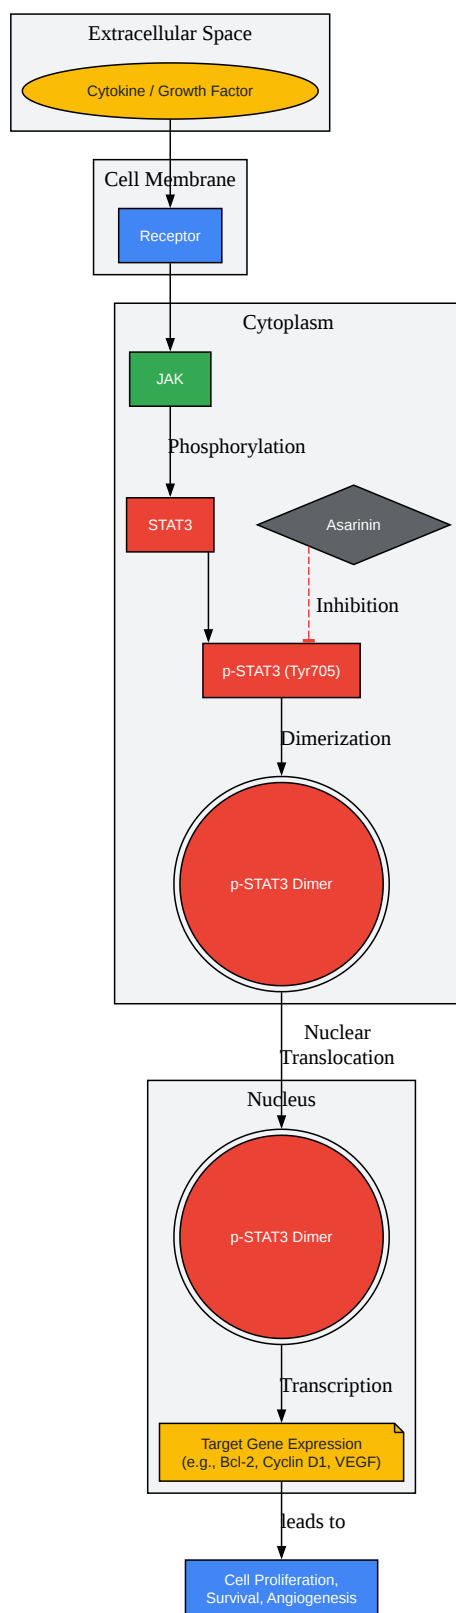 Extracellular Space
Cytokine / Growth Factor
Cell Membrane
Receptor
Cytoplasm
JAK
Phosphorylation
STAT3
Asarinin
Inhibition
p-STAT3 (Tyr705)
Dimerization
p-STAT3 Dimer
Nuclear
Translocation
Nucleus
p-STAT3 Dimer
Transcription
Target Gene Expression
(e.g., Bcl-2, Cyclin D1, VEGF)
leads to
Cell Proliferation,
Survival, Angiogenesis